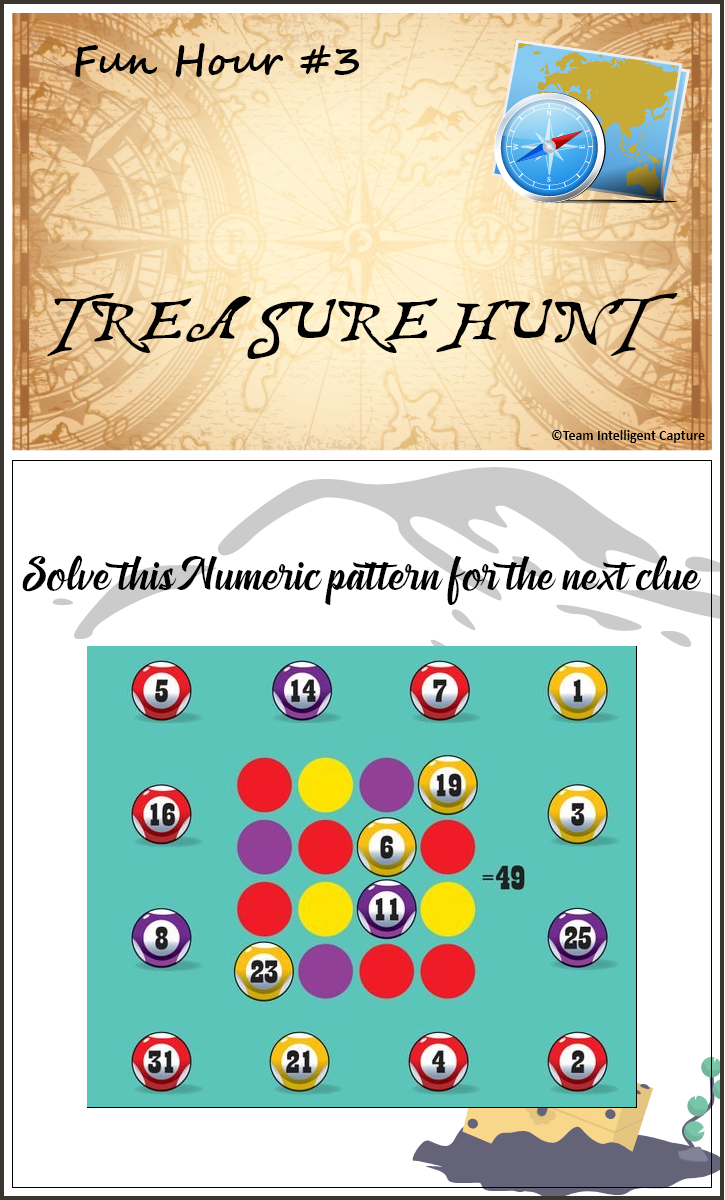 Fun Hour #3
N
W E
S
E W
TREASURE HUNT
©Team Intelligent Capture
Solve this Numeric pattern for the next clue
5 14 7 1
19
16 3
6
=49
11
8 25
23
31 21 4 2